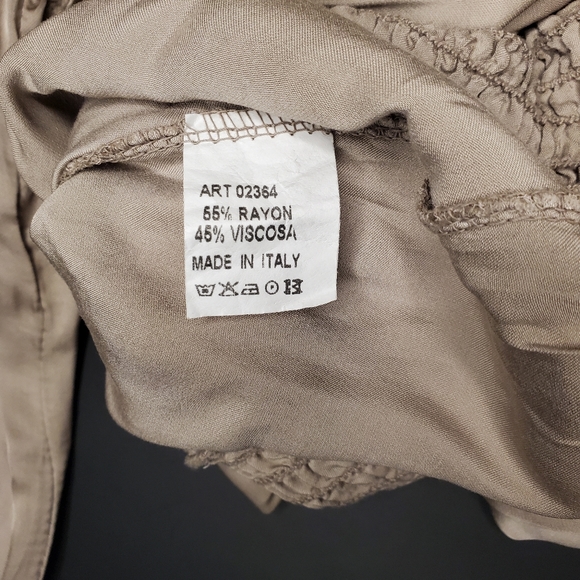 ART 02364
55% RAYON
45% VISCOSA
MADE IN ITALY